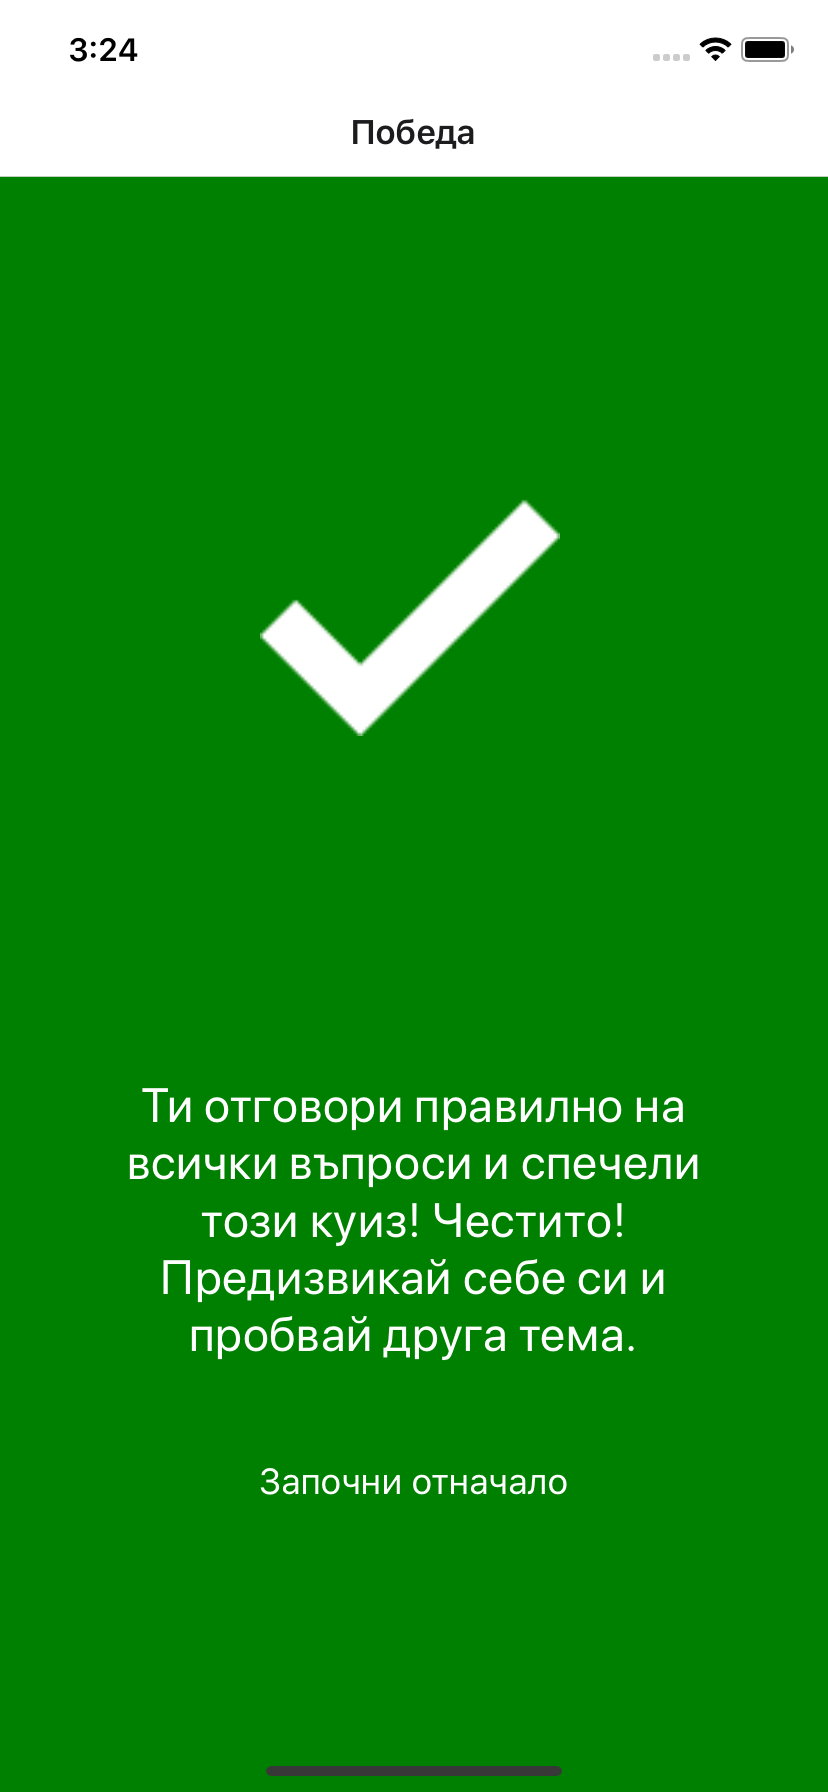 3:24
Победа
Ти отговори правилно на
всички въпроси и спечели
този куиз! Честито!
Предизвикай себе си и
пробвай друга тема.
Започни отначало